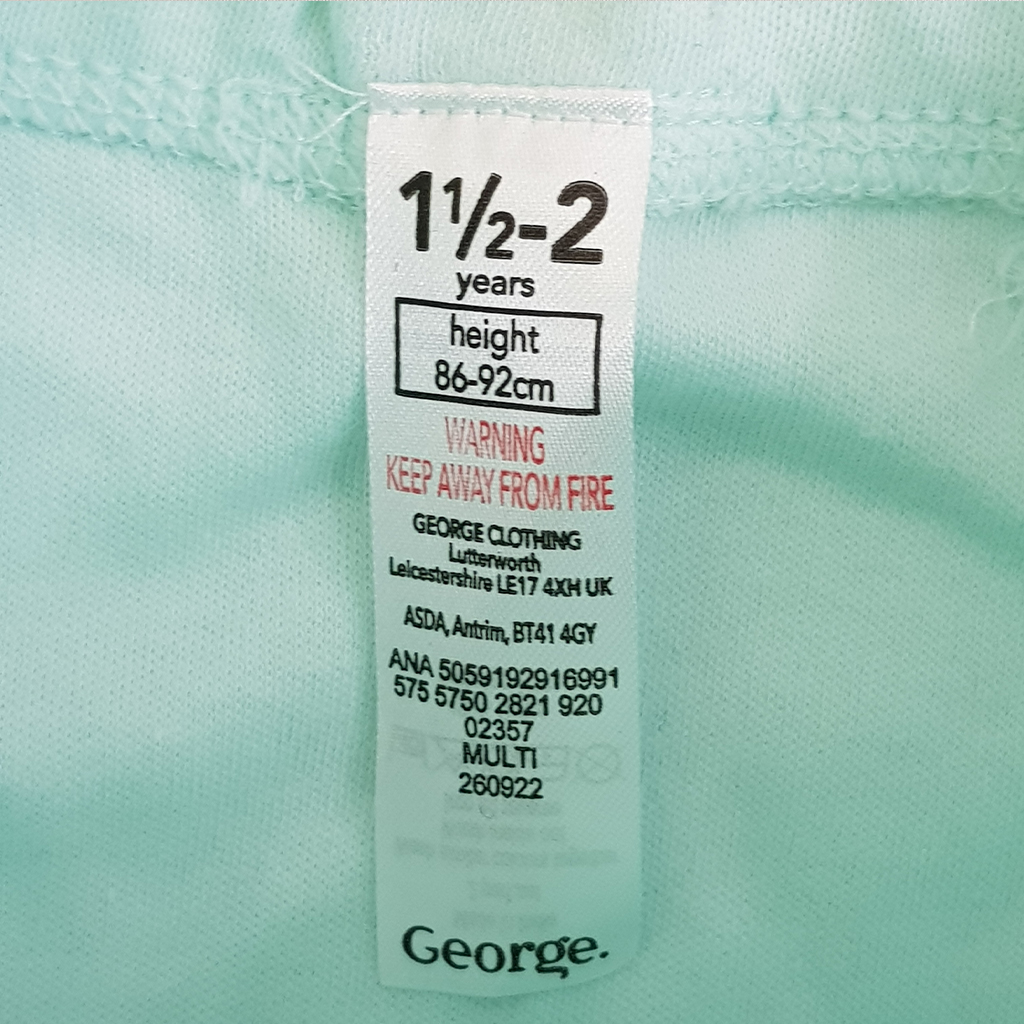 1½-2
years
height
86-92cm
WARNING
KEEP AWAY FROM FIRE
GEORGE CLOTHING
Lutterworth
Leicestershire LE17 4XH UK
ASDA, Antrim, BT41 4GY
ANA 5059192916991
575 5750 2821 920
02357
MULTI
260922
George.